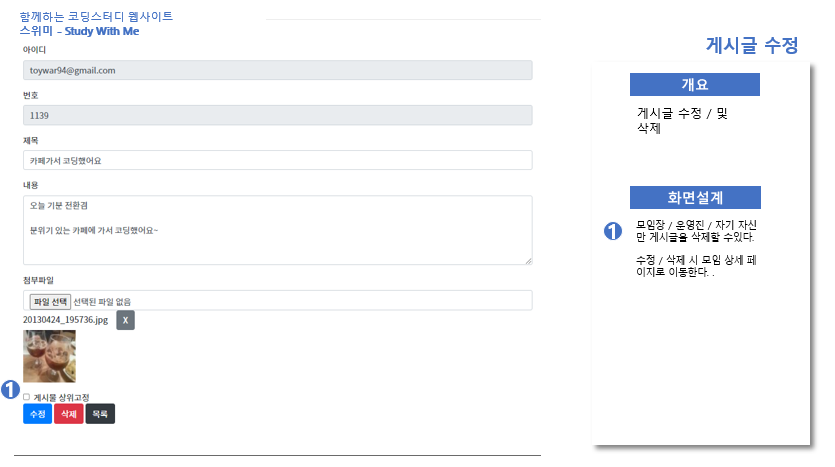 함께하는 코딩스터디 웹사이트
스위미 – Study With Me
아이디
toywar94@gmail.com
번호
1139
제목
카페가서 코딩했어요
내용
오늘 기분 전환겸
분위기 있는 카페에 가서 코딩했어요~
첨부파일
파일 선택 선택된 파일 없음
20130424_195736.jpg X
1
게시물 상위고정
수정 삭제 목록
게시글 수정
개요
게시글 수정 / 및
삭제
화면설계
1
모임장 / 운영진 / 자기 자신
만 게시글을 삭제할 수있다.
수정 / 삭제 시 모임 상세 페
이지로 이동한다. .